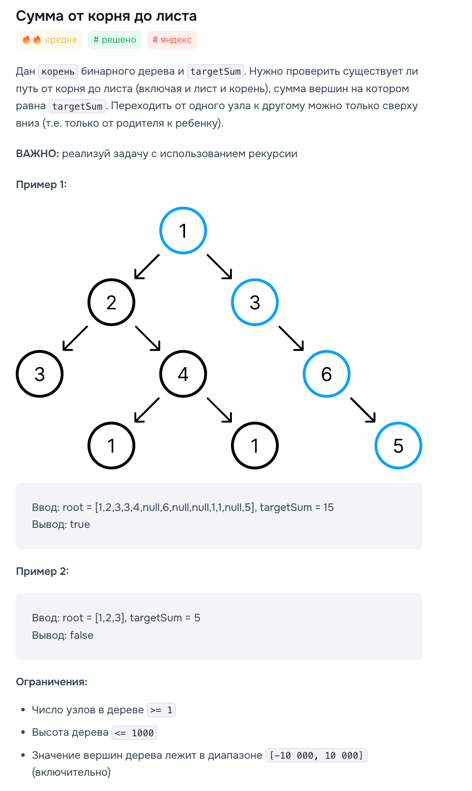 Сумма от корня до листа
🔥🔥 средне # решено # яндекс
Дан корень бинарного дерева и targetSum. Нужно проверить существует ли
путь от корня до листа (включая и лист и корень), сумма вершин на котором
равна targetSum. Переходить от одного узла к другому можно только сверху
вниз (т.е. только от родителя к ребенку).
ВАЖНО: реализуй задачу с использованием рекурсии
Пример 1:
1
2 3
3 4 6
1 1 5
Ввод: root = [1,2,3,3,4,null,6,null,null,1,1,null,5], targetSum = 15
Вывод: true
Пример 2:
Ввод: root = [1,2,3], targetSum = 5
Вывод: false
Ограничения:
• Число узлов в дереве >= 1
• Высота дерева <= 1000
• Значение вершин дерева лежит в диапазоне [-10 000, 10 000]
(включительно)